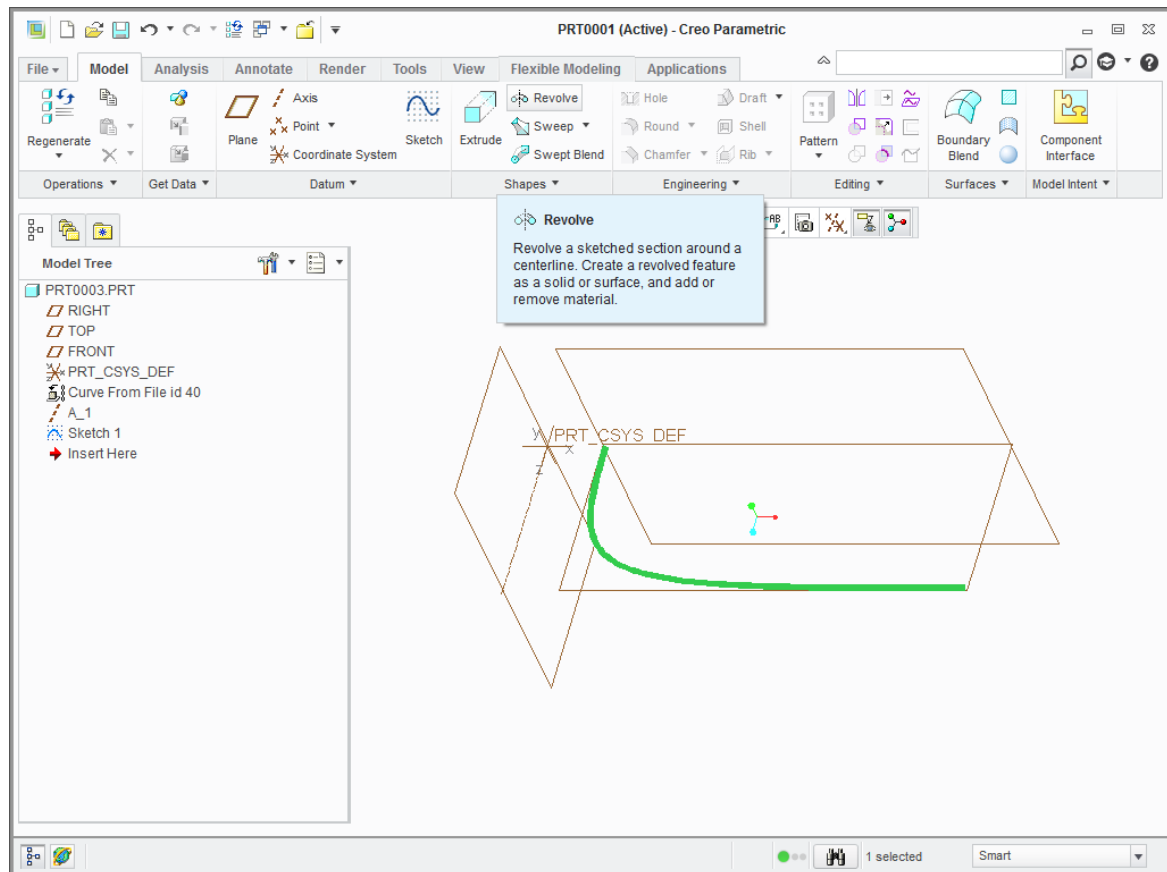 PRT0001 (Active) - Creo Parametric
File Model Analysis Annotate Render Tools View Flexible Modeling Applications
Regenerate
Plane
Axis
Point
Coordinate System
Sketch
Extrude
Revolve
Sweep
Swept Blend
Hole
Round
Chamfer
Draft
Shell
Rib
Pattern
Boundary
Blend
Component
Interface
Operations Get Data Datum Shapes Engineering Editing Surfaces Model Intent
Revolve
Revolve a sketched section around a
centerline. Create a revolved feature
as a solid or surface, and add or
remove material.
Model Tree
PRT0003.PRT
RIGHT
TOP
FRONT
PRT_CSYS_DEF
Curve From File id 40
A_1
Sketch 1
Insert Here
y PRT_CSYS_DEF
x
z
1 selected Smart